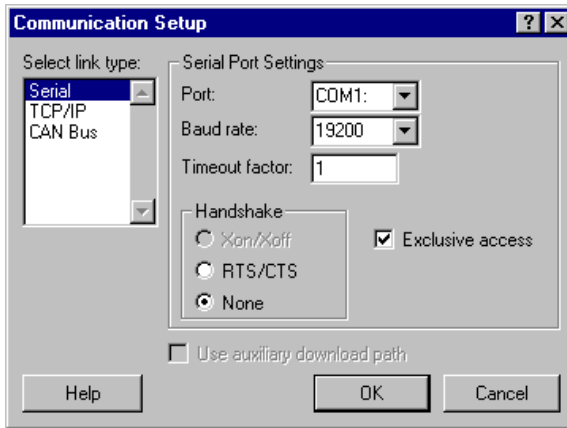 Communication Setup
Select link type:
Serial
TCP/IP
CAN Bus
Serial Port Settings
Port: COM1:
Baud rate: 19200
Timeout factor: 1
Handshake
Xon/Xoff
RTS/CTS
None
Exclusive access
Use auxiliary download path
Help OK Cancel